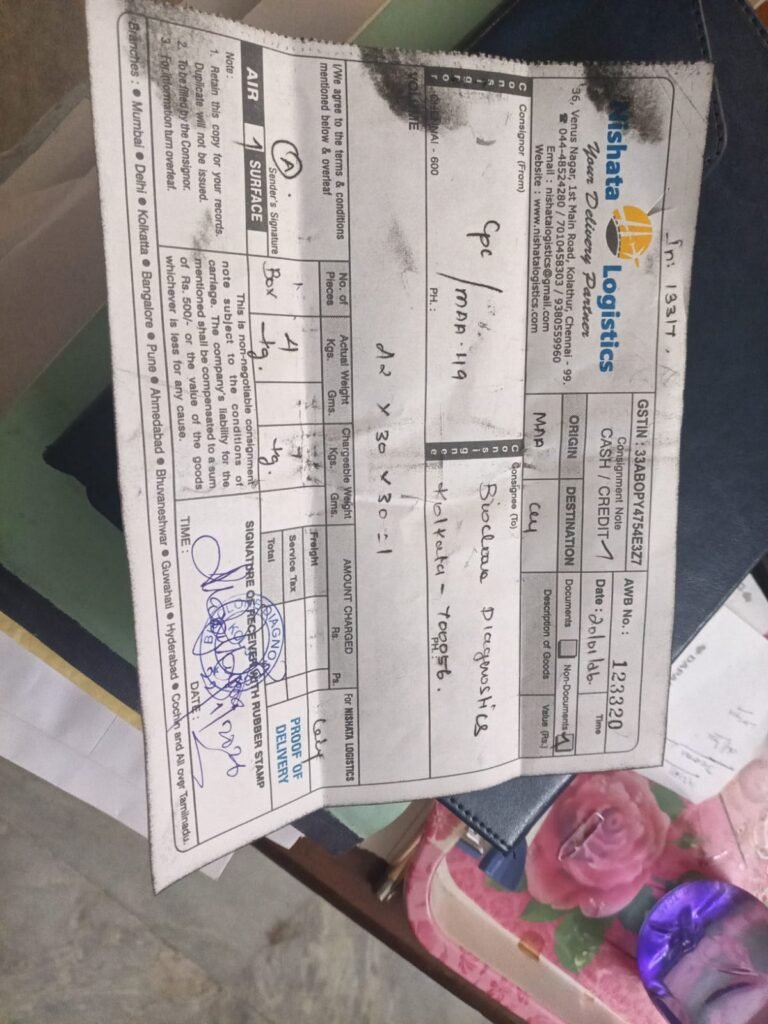 In: 13317,
Nishata Logistics
Your Delivery Partner
36, Venus Nagar, 1st Main Road, Kolathur, Chennai - 99.
☎ 044-48524280 / 7010458303 / 9380559960
Email : nishatalogistics@gmail.com
Website : www.nishatalogistics.com
GSTIN : 33ABOPY4754E3Z7
Consignment Note
CASH / CREDIT
AWB No. : 123320
Date : 20/01/26. Time
ORIGIN DESTINATION
MAA CCU
Documents Non-Documents
Description of Goods Value (Rs.)
Consignor
Consignor (From)
CPC / MAA-119
CHENNAI - 600 PH. :
Consignee
Consignee (To)
Diagnostics
Kolkata - 700056.
PH. :
VOLUME
42 x 30 x 30 = 1
I/We agree to the terms & conditions
mentioned below & overleaf
Sender's Signature
AIR SURFACE
No. of Pieces
Actual Weight
Kgs. Gms.
Chargeable Weight
Kgs. Gms.
AMOUNT CHARGED
Rs. Ps.
Box
Freight
Service Tax
Total
For NISHATA LOGISTICS
PROOF OF
DELIVERY
Note :
1. Retain this copy for your records.
Duplicate will not be issued.
2. To be filled by the Consignor.
3. For information turn overleaf.
This is non-negotiable consignment
note subject to the conditions of
carriage. The company's liability for the
mentioned shall be compensated to a sum
of Rs. 500/- or the value of the goods
whichever is less for any cause.
SIGNATURE OF RECEIVER WITH RUBBER STAMP
TIME : DATE :
Branches : ● Mumbai ● Delhi ● Kolkatta ● Bangalore ● Pune ● Ahmedabad ● Bhuvaneshwar ● Guwahati ● Hyderabad ● Cochin and All over Tamilnadu.